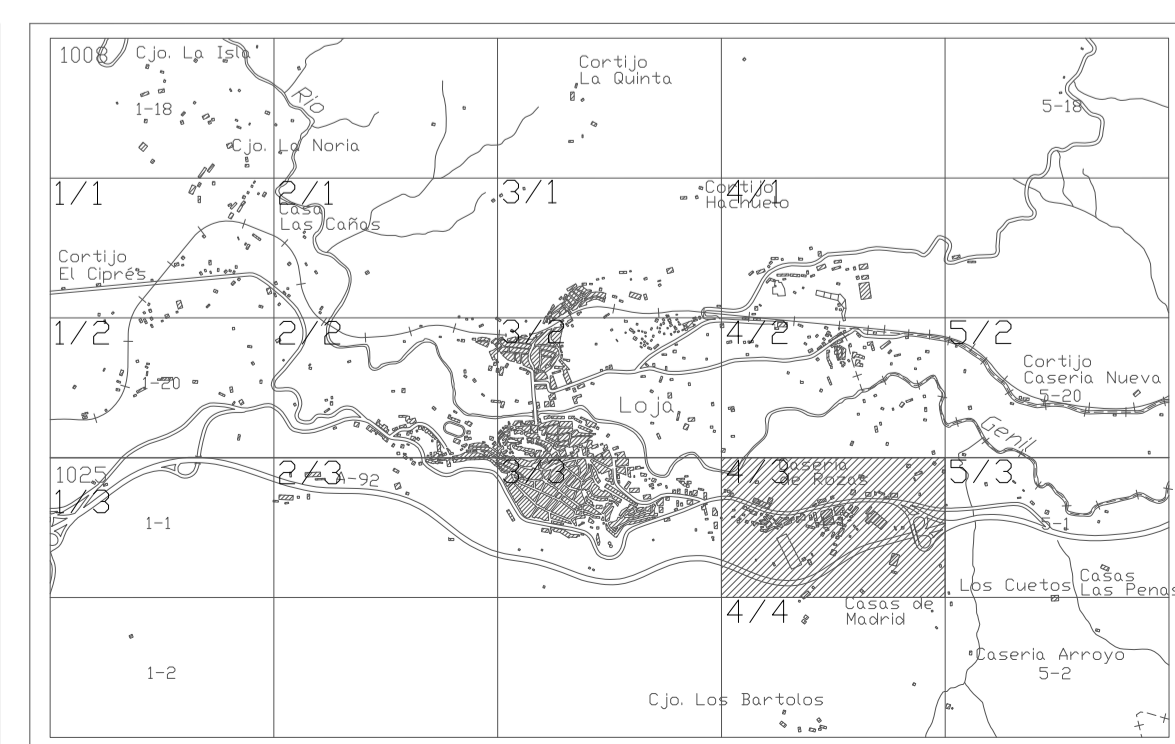 1008
Cjo. La Isla
Cortijo
La Quinta
Río
1-18
5-18
Cjo. La Noria
1/1
2/1
3/1
4/1
Cortijo
Hachuelo
Casa
Las Cañas
Cortijo
El Ciprés
1/2
2/2
3/2
4/2
5/2
Cortijo
Caseria Nueva
1-20
5-20
Loja
Genil
1025
1/3
2/3
A-92
3/3
4/3
Caseria
de Rozas
5/3
1-1
5-1
Los Cuetos
Casas
Las Penas
4/4
Casas de
Madrid
Caseria Arroyo
1-2
5-2
Cjo. Los Bartolos